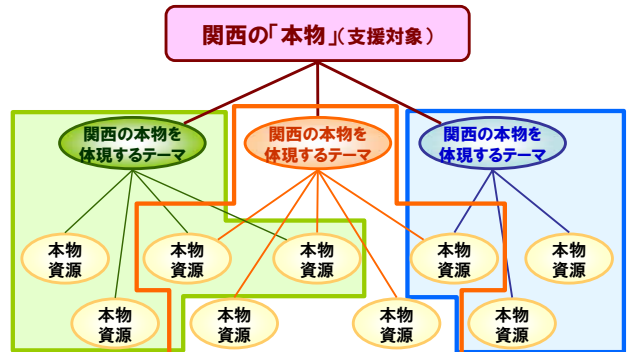 関西の「本物」(支援対象)
関西の本物を
体現するテーマ
関西の本物を
体現するテーマ
関西の本物を
体現するテーマ
本物
資源
本物
資源
本物
資源
本物
資源
本物
資源
本物
資源
本物
資源
本物
資源
本物
資源